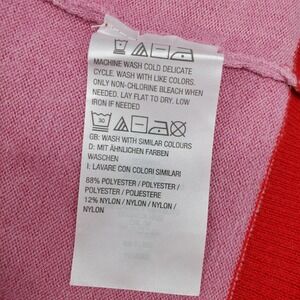 MACHINE WASH COLD DELICATE
CYCLE. WASH WITH LIKE COLORS.
ONLY NON-CHLORINE BLEACH WHEN
NEEDED. LAY FLAT TO DRY. LOW
IRON IF NEEDED
30
GB: WASH WITH SIMILAR COLOURS
D: MIT ÄHNLICHEN FARBEN
WASCHEN
I: LAVARE CON COLORI SIMILARI
88% POLYESTER / POLYESTER /
POLYESTER / POLIESTERE
12% NYLON / NYLON / NYLON /
NYLON